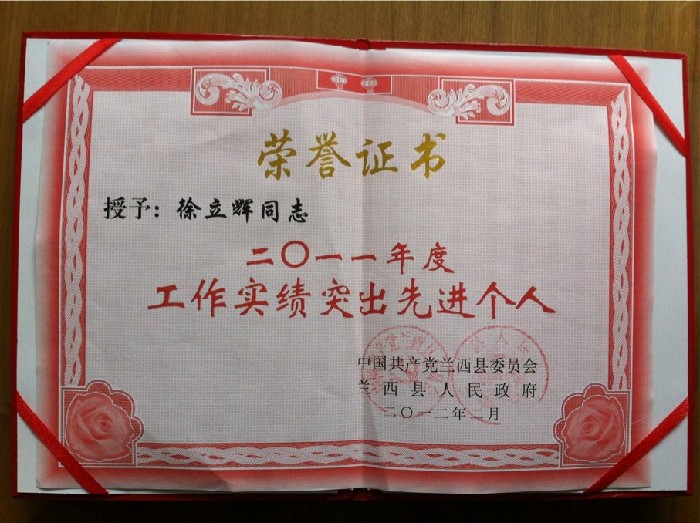 荣誉证书
授予：徐立辉同志
二〇一一年度
工作实绩突出先进个人
中国共产党兰西县委员会
兰西县人民政府
二〇一二年二月